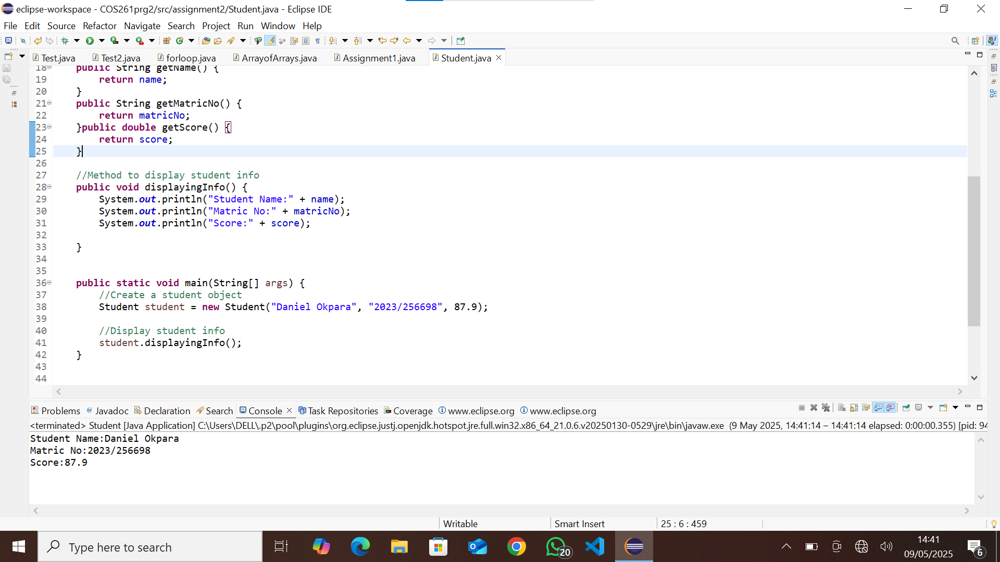 eclipse-workspace - COS261prg2/src/assignment2/Student.java - Eclipse IDE
File Edit Source Refactor Navigate Search Project Run Window Help
Test.java Test2.java forloop.java ArrayofArrays.java Assignment1.java Student.java
18 public String getName() {
19 return name;
20 }
21 public String getMatricNo() {
22 return matricNo;
23 }public double getScore() {
24 return score;
25 }
26
27 //Method to display student info
28 public void displayingInfo() {
29 System.out.println("Student Name:" + name);
30 System.out.println("Matric No:" + matricNo);
31 System.out.println("Score:" + score);
32
33 }
34
35
36 public static void main(String[] args) {
37 //Create a student object
38 Student student = new Student("Daniel Okpara", "2023/256698", 87.9);
39
40 //Display student info
41 student.displayingInfo();
42 }
43
44
Problems Javadoc Declaration Search Console Task Repositories Coverage www.eclipse.org www.eclipse.org
<terminated> Student [Java Application] C:\Users\DELL\.p2\pool\plugins\org.eclipse.justj.openjdk.hotspot.jre.full.win32.x86_64_21.0.6.v20250130-0529\jre\bin\javaw.exe (9 May 2025, 14:41:14 – 14:41:14 elapsed: 0:00:00.355) [pid: 94
Student Name:Daniel Okpara
Matric No:2023/256698
Score:87.9
Writable Smart Insert 25 : 6 : 459
Type here to search
20
14:41
09/05/2025
6